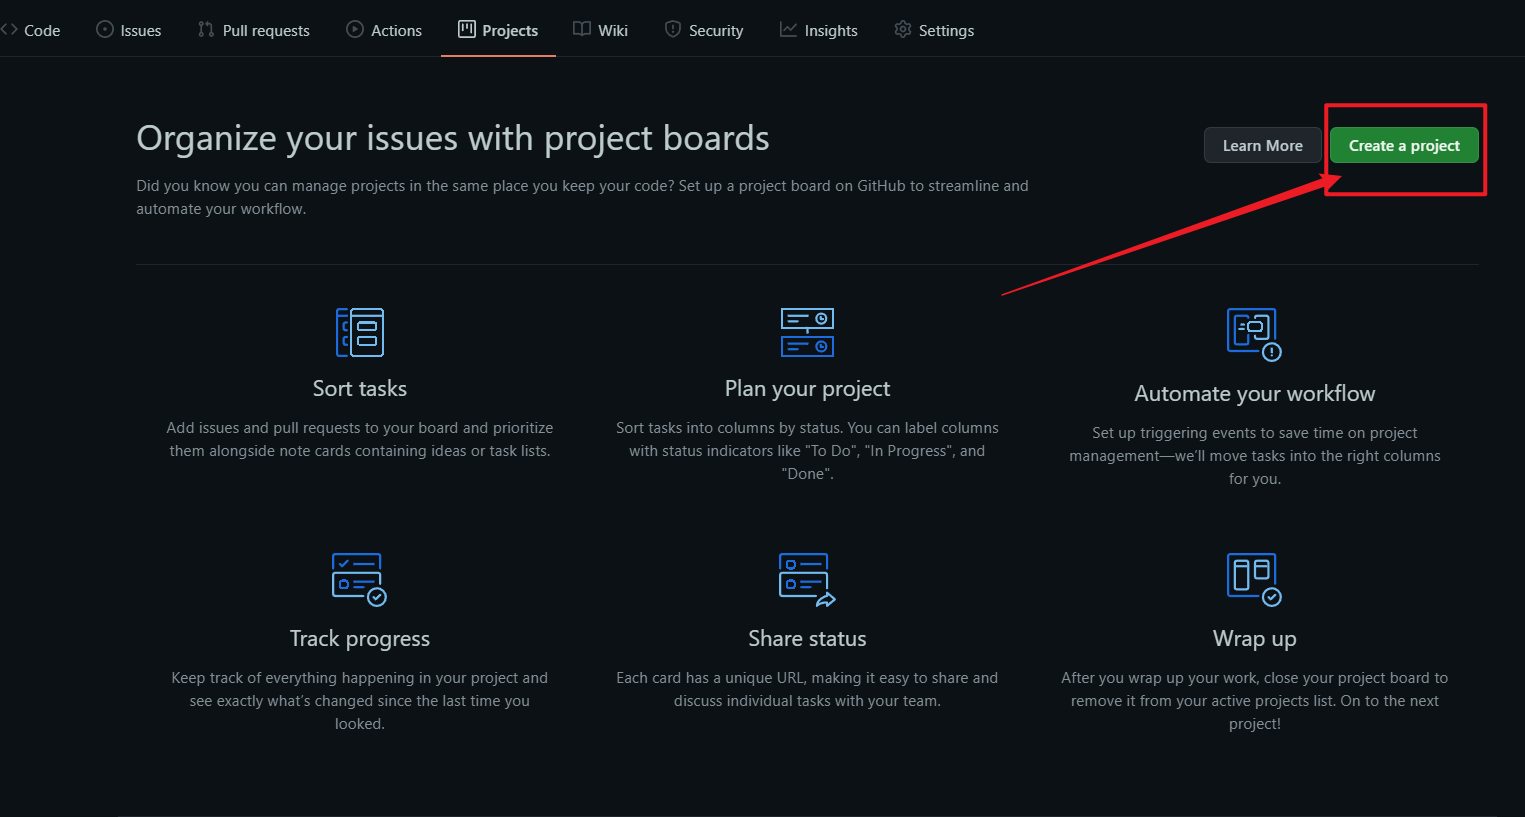 Code Issues Pull requests Actions Projects Wiki Security Insights Settings
Organize your issues with project boards
Learn More
Create a project
Did you know you can manage projects in the same place you keep your code? Set up a project board on GitHub to streamline and
automate your workflow.
Sort tasks
Add issues and pull requests to your board and prioritize
them alongside note cards containing ideas or task lists.
Plan your project
Sort tasks into columns by status. You can label columns
with status indicators like "To Do", "In Progress", and
"Done".
Automate your workflow
Set up triggering events to save time on project
management—we’ll move tasks into the right columns
for you.
Track progress
Keep track of everything happening in your project and
see exactly what’s changed since the last time you
looked.
Share status
Each card has a unique URL, making it easy to share and
discuss individual tasks with your team.
Wrap up
After you wrap up your work, close your project board to
remove it from your active projects list. On to the next
project!